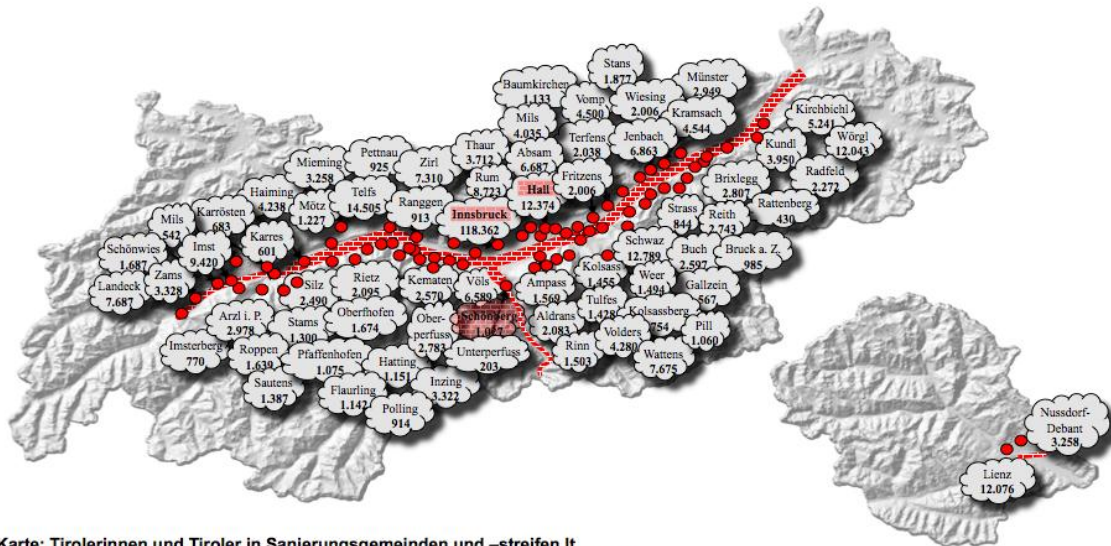 Stans
1.877
Münster
2.949
Baumkirchen
1.133
Vomp
4.500
Wiesing
2.006
Kramsach
4.544
Kirchbichl
5.241
Mils
4.035
Terfens
2.038
Jenbach
6.863
Wörgl
12.043
Kundl
3.950
Pettnau
925
Zirl
7.310
Thaur
3.712
Absam
6.687
Mieming
3.258
Rum
8.723
Fritzens
2.006
Hall
12.374
Brixlegg
2.807
Radfeld
2.272
Haiming
4.238
Telfs
14.505
Ranggen
913
Innsbruck
118.362
Rattenberg
430
Mötz
1.227
Strass
844
Reith
2.743
Mils
542
Karrösten
683
Schönwies
1.687
Imst
9.420
Karres
601
Schwaz
12.789
Buch
2.597
Bruck a. Z.
985
Landeck
7.687
Zams
3.328
Silz
2.490
Rietz
2.095
Kematen
2.570
Völs
6.589
Ampass
1.569
Kolsass
1.455
Weer
1.494
Gallzein
567
Arzl i. P.
2.978
Stams
1.300
Oberhofen
1.674
Ober-
perfuss
2.783
Schönberg
1.027
Aldrans
2.083
Tulfes
1.428
Kolsassberg
754
Pill
1.060
Imsterberg
770
Roppen
1.639
Pfaffenhofen
1.075
Hatting
1.151
Unterperfuss
203
Rinn
1.503
Volders
4.280
Wattens
7.675
Sautens
1.387
Flaurling
1.142
Inzing
3.322
Polling
914
Nussdorf-
Debant
3.258
Lienz
12.076
Karte: Tirolerinnen und Tiroler in Sanierungsgemeinden und –streifen lt.